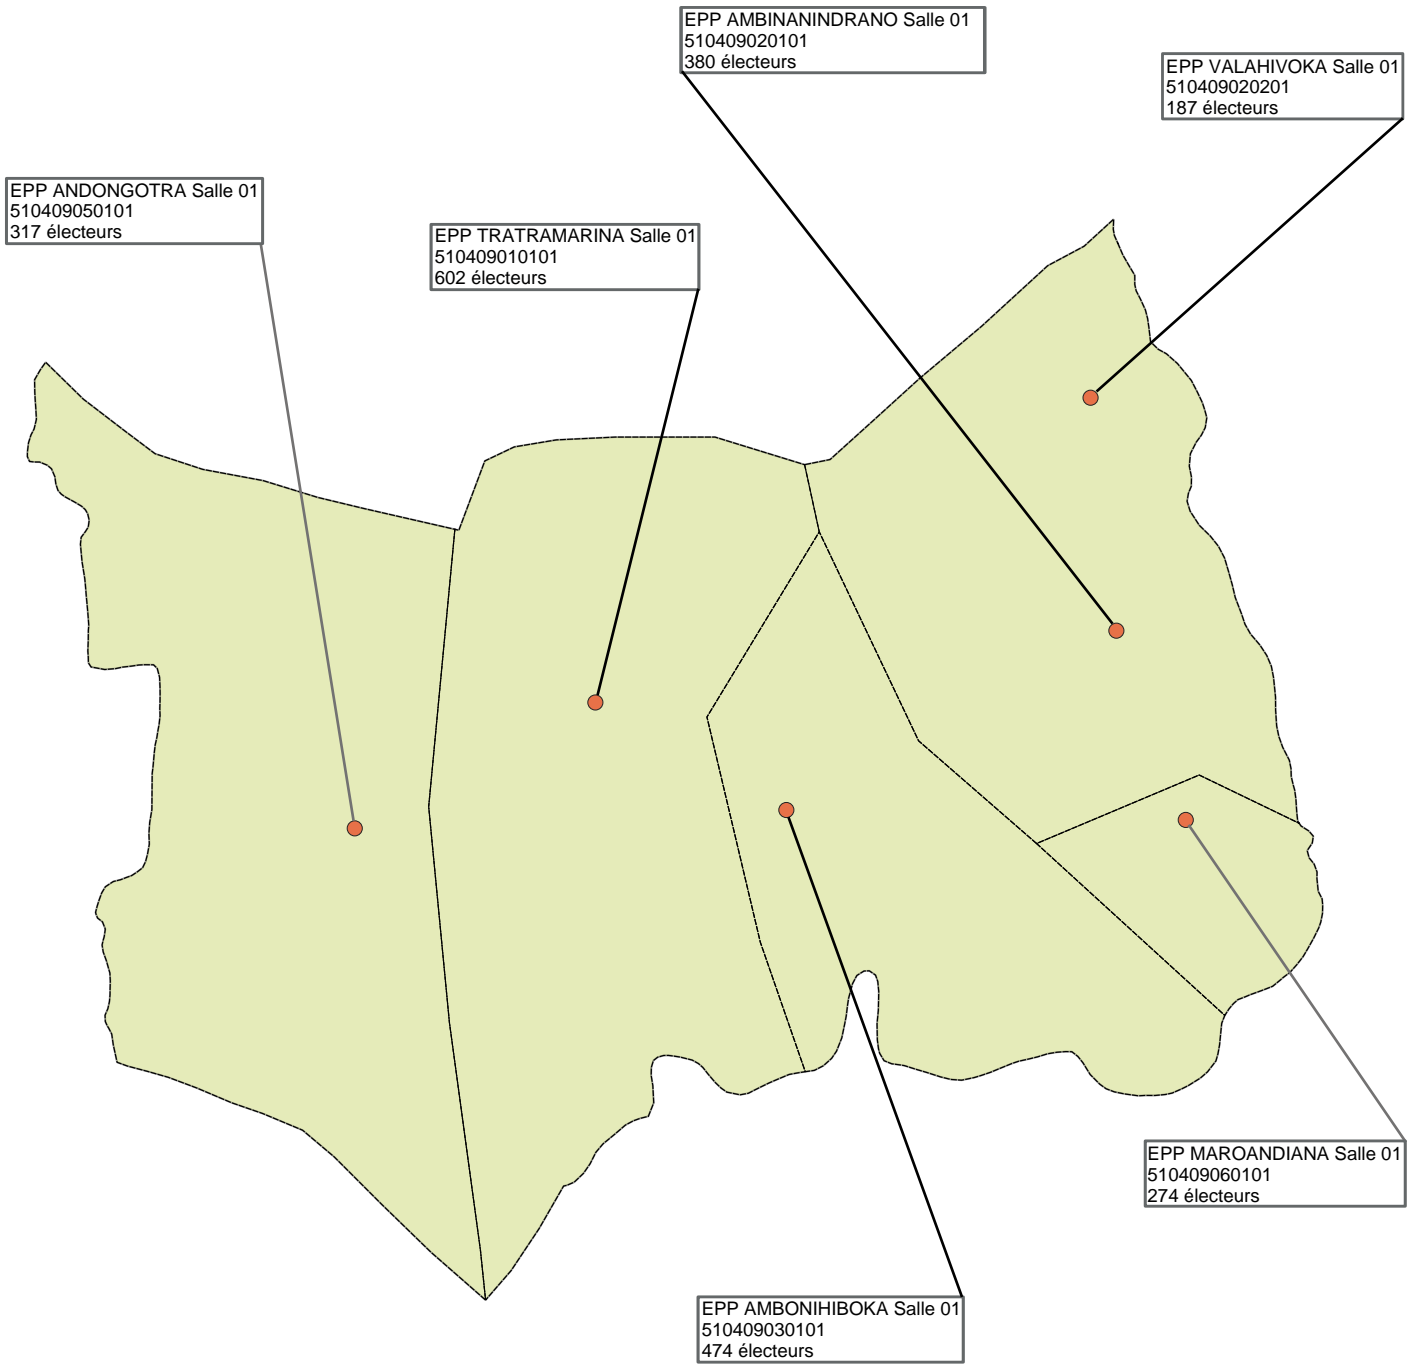 EPP AMBINANINDRANO Salle 01
510409020101
380 électeurs
EPP VALAHIVOKA Salle 01
510409020201
187 électeurs
EPP ANDONGOTRA Salle 01
510409050101
317 électeurs
EPP TRATRAMARINA Salle 01
510409010101
602 électeurs
EPP MAROANDIANA Salle 01
510409060101
274 électeurs
EPP AMBONIHIBOKA Salle 01
510409030101
474 électeurs